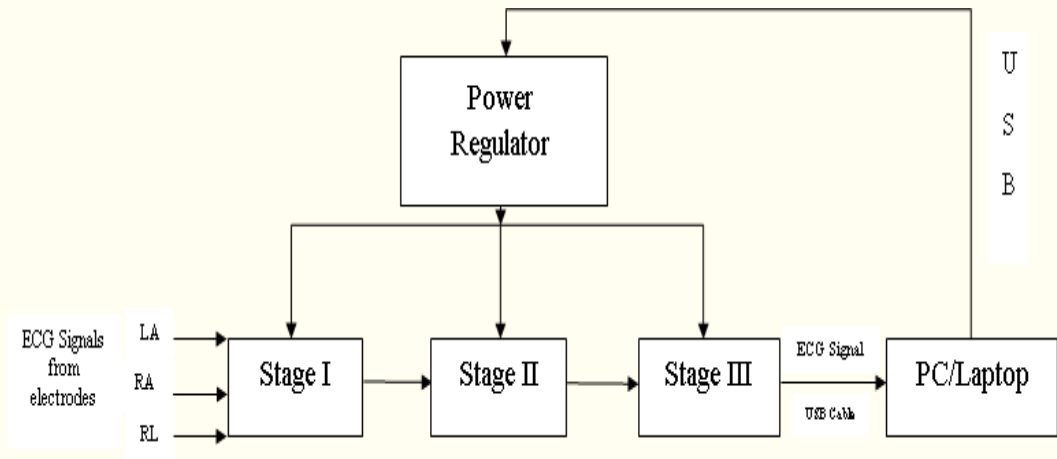 Power
Regulator
U
S
B
ECG Signals
from
electrodes
LA
RA
RL
Stage I
Stage II
Stage III
ECG Signal
USB Cable
PC/Laptop